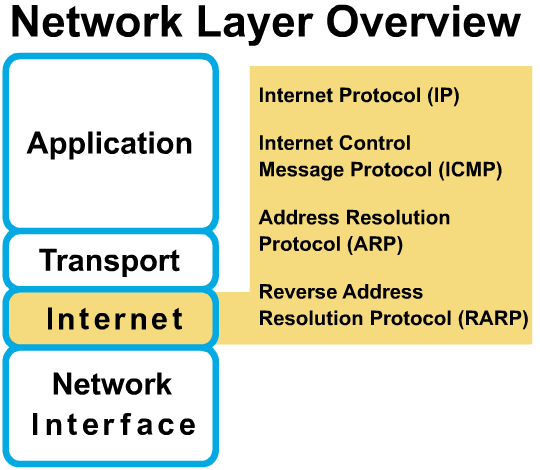 Network Layer Overview
Application
Transport
Internet
Network
Interface
Internet Protocol (IP)
Internet Control
Message Protocol (ICMP)
Address Resolution
Protocol (ARP)
Reverse Address
Resolution Protocol (RARP)